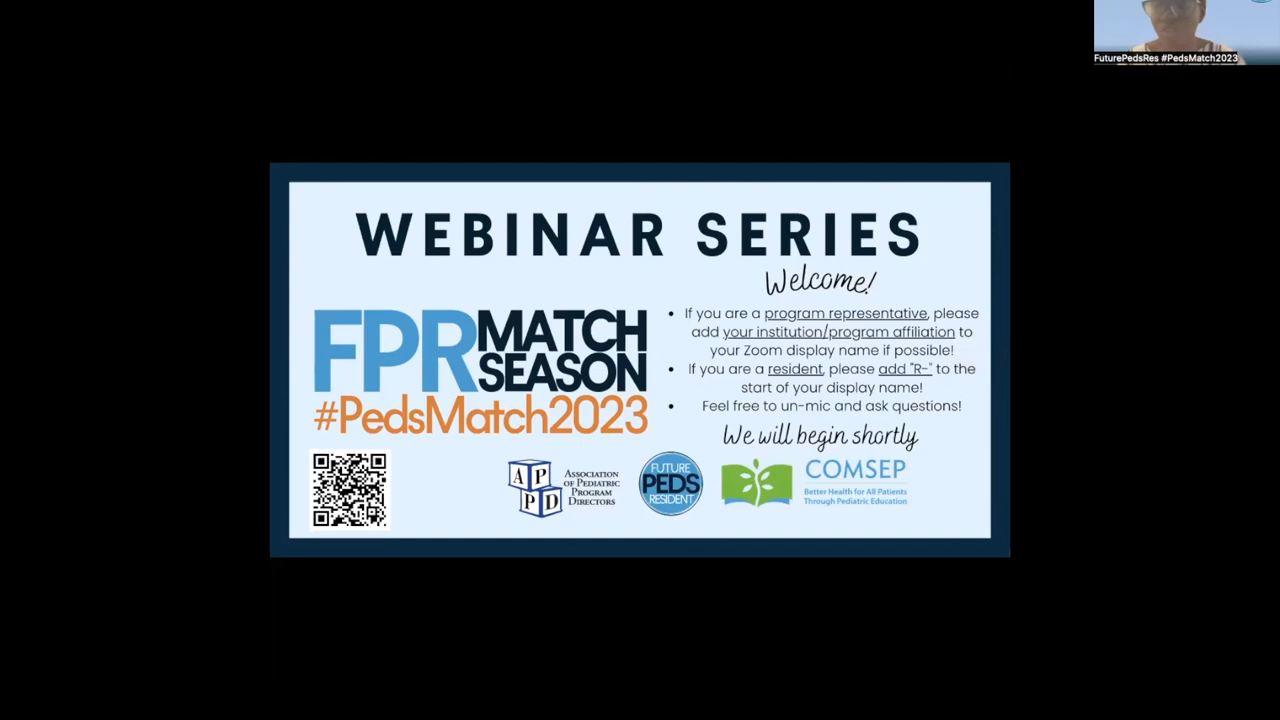 FuturePedsRes #PedsMatch2023
WEBINAR SERIES
Welcome!
FPR MATCH SEASON
#PedsMatch2023
• If you are a program representative, please
add your institution/program affiliation to
your Zoom display name if possible!
• If you are a resident, please add "R-" to the
start of your display name!
• Feel free to un-mic and ask questions!
We will begin shortly
A P P D
ASSOCIATION
OF PEDIATRIC
PROGRAM
DIRECTORS
FUTURE
PEDS
RESIDENT
COMSEP
Better Health for All Patients
Through Pediatric Education